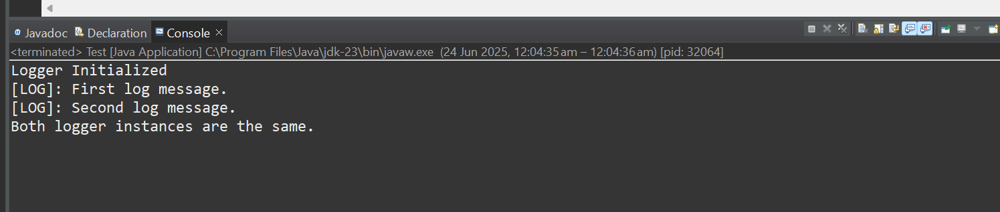 Javadoc Declaration Console
<terminated> Test [Java Application] C:\Program Files\Java\jdk-23\bin\javaw.exe (24 Jun 2025, 12:04:35 am – 12:04:36 am) [pid: 32064]
Logger Initialized
[LOG]: First log message.
[LOG]: Second log message.
Both logger instances are the same.